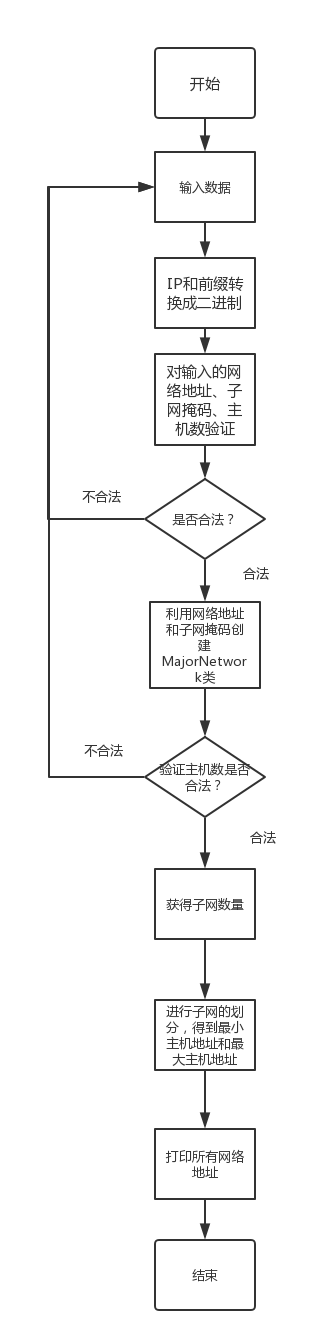 开始
输入数据
IP和前缀转
换成二进制
对输入的网
络地址、子
网掩码、主
机数验证
不合法
是否合法？
合法
利用网络地址
和子网掩码创
建
MajorNetwor
k类
不合法
验证主机数是否
合法？
合法
获得子网数量
进行子网的划
分，得到最小
主机地址和最
大主机地址
打印所有网络
地址
结束